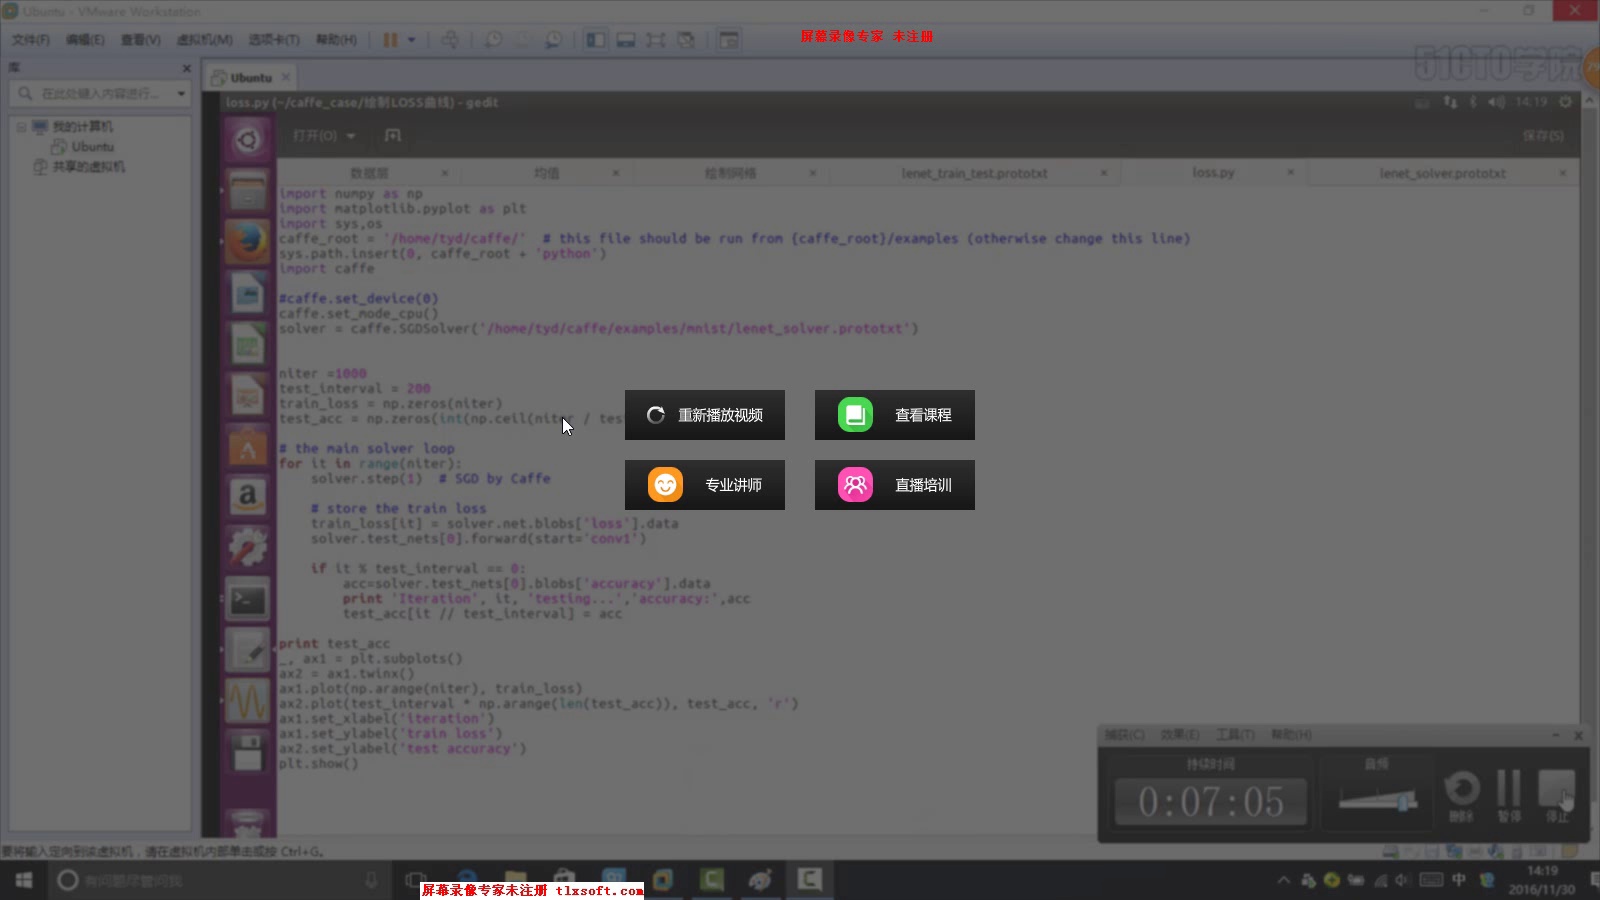 Ubuntu - VMware Workstation
文件(F) 编辑(E) 查看(V) 虚拟机(M) 选项卡(T) 帮助(H)
屏幕录像专家 未注册
51CTO学院
库
在此处键入内容进行...
我的计算机
Ubuntu
共享的虚拟机
Ubuntu
loss.py (~/caffe_case/绘制LOSS曲线) - gedit
14:19
打开(O)
保存(S)
数据层
均值
绘制网络
lenet_train_test.prototxt
loss.py
lenet_solver.prototxt
import numpy as np
import matplotlib.pyplot as plt
import sys,os
caffe_root = '/home/tyd/caffe/'  # this file should be run from {caffe_root}/examples (otherwise change this line)
sys.path.insert(0, caffe_root + 'python')
import caffe
#caffe.set_device(0)
caffe.set_mode_cpu()
solver = caffe.SGDSolver('/home/tyd/caffe/examples/mnist/lenet_solver.prototxt')
niter =1000
test_interval = 200
train_loss = np.zeros(niter)
test_acc = np.zeros(int(np.ceil(niter / tes
# the main solver loop
for it in range(niter):
solver.step(1)  # SGD by Caffe
# store the train loss
train_loss[it] = solver.net.blobs['loss'].data
solver.test_nets[0].forward(start='conv1')
if it % test_interval == 0:
acc=solver.test_nets[0].blobs['accuracy'].data
print 'Iteration', it, 'testing...','accuracy:',acc
test_acc[it // test_interval] = acc
print test_acc
_, ax1 = plt.subplots()
ax2 = ax1.twinx()
ax1.plot(np.arange(niter), train_loss)
ax2.plot(test_interval * np.arange(len(test_acc)), test_acc, 'r')
ax1.set_xlabel('iteration')
ax1.set_ylabel('train loss')
ax2.set_ylabel('test accuracy')
plt.show()
重新播放视频
查看课程
专业讲师
直播培训
捕获(C) 效果(E) 工具(T) 帮助(H)
持续时间
音频
0:07:05
删除
暂停
停止
要将输入定向到该虚拟机，请在虚拟机内部单击或按 Ctrl+G。
有问题尽管问我
屏幕录像专家未注册 tlxsoft.com
中
14:19
2016/11/30